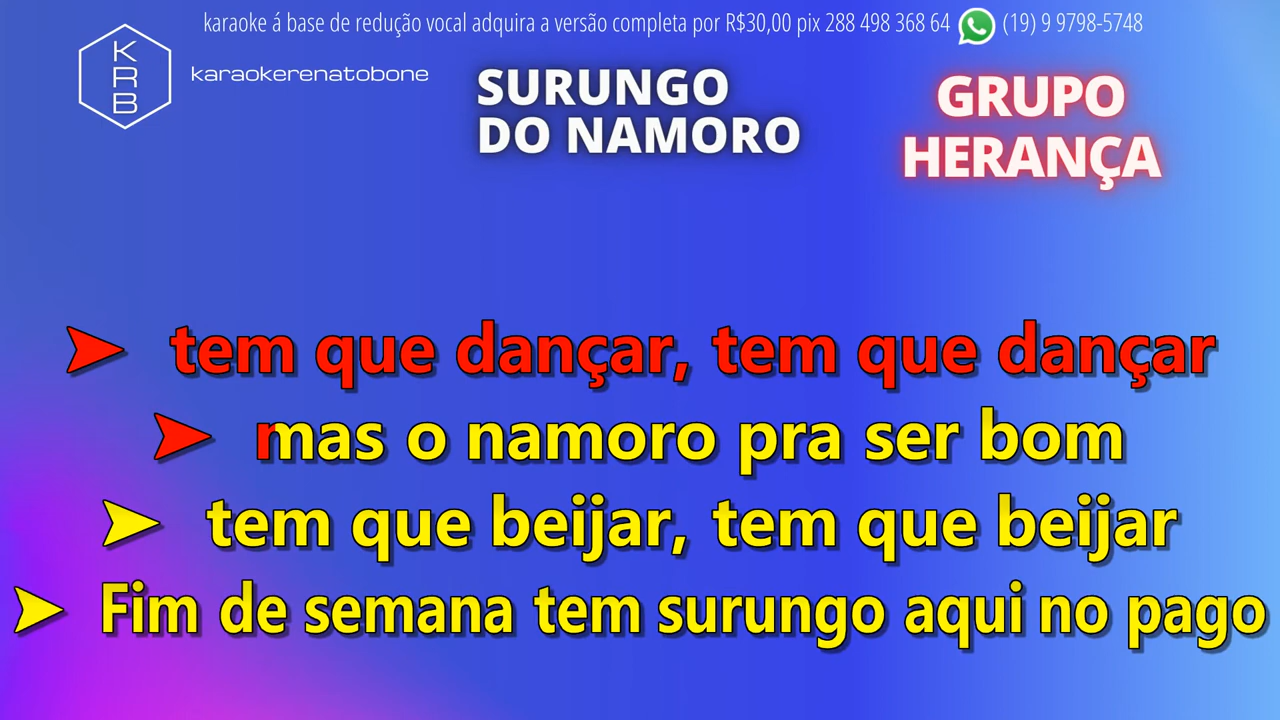 karaoke á base de redução vocal adquira a versão completa por R$30,00 pix 288 498 368 64 (19) 9 9798-5748
KRB
karaokerenatobone
SURUNGO
DO NAMORO
GRUPO
HERANÇA
➤ tem que dançar, tem que dançar
➤ mas o namoro pra ser bom
➤ tem que beijar, tem que beijar
➤ Fim de semana tem surungo aqui no pago